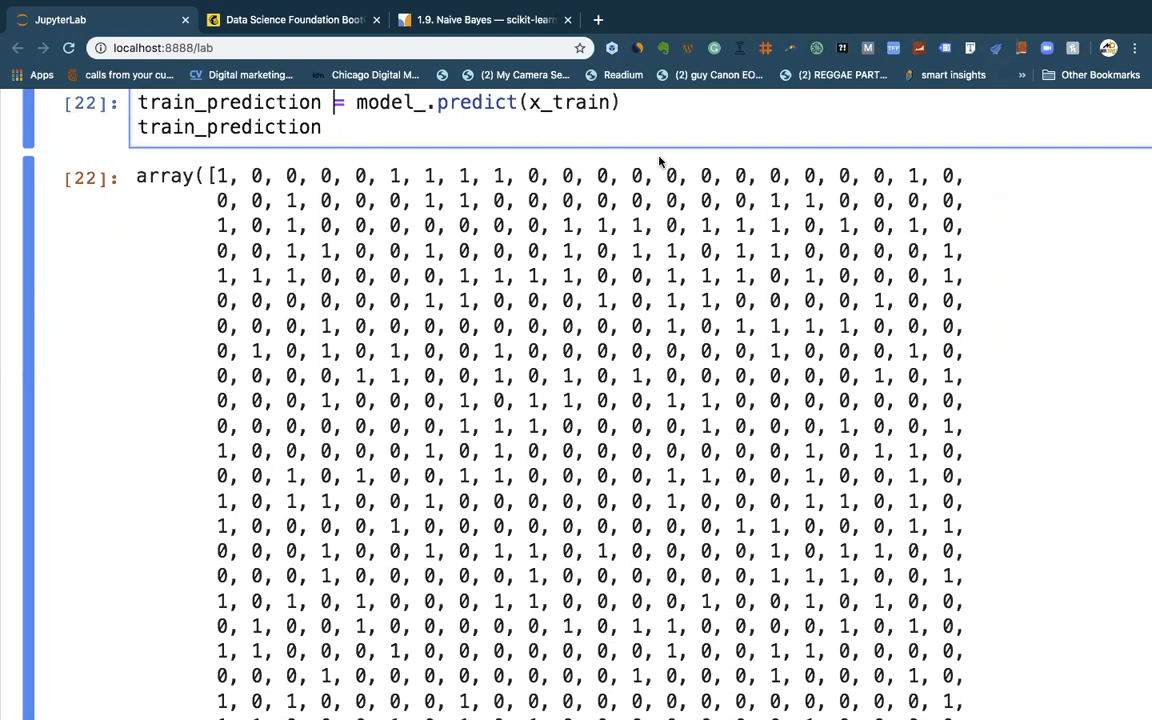 JupyterLab
Data Science Foundation Boot
1.9. Naive Bayes — scikit-learn
localhost:8888/lab
Apps
calls from your cu...
Digital marketing...
Chicago Digital M...
(2) My Camera Se...
Readium
(2) guy Canon EO...
(2) REGGAE PART...
smart insights
»
Other Bookmarks
[22]: train_prediction = model_.predict(x_train)
train_prediction
[22]: array([1, 0, 0, 0, 0, 1, 1, 1, 1, 0, 0, 0, 0, 0, 0, 0, 0, 0, 0, 0, 1, 0,
0, 0, 1, 0, 0, 0, 1, 1, 0, 0, 0, 0, 0, 0, 0, 0, 1, 1, 0, 0, 0, 0,
1, 0, 1, 0, 0, 0, 0, 0, 0, 0, 1, 1, 1, 0, 1, 1, 1, 0, 1, 0, 1, 0,
0, 0, 1, 1, 0, 0, 1, 0, 0, 0, 1, 0, 1, 1, 0, 1, 1, 0, 0, 0, 0, 1,
1, 1, 1, 0, 0, 0, 0, 1, 1, 1, 1, 0, 0, 1, 1, 1, 0, 1, 0, 0, 0, 1,
0, 0, 0, 0, 0, 0, 1, 1, 0, 0, 0, 1, 0, 1, 1, 0, 0, 0, 0, 1, 0, 0,
0, 0, 0, 1, 0, 0, 0, 0, 0, 0, 0, 0, 0, 1, 0, 1, 1, 1, 1, 0, 0, 0,
0, 1, 0, 1, 0, 1, 0, 0, 1, 0, 0, 0, 0, 0, 0, 0, 1, 0, 0, 0, 1, 0,
0, 0, 0, 0, 1, 1, 0, 0, 1, 0, 1, 0, 1, 0, 0, 0, 0, 0, 0, 1, 0, 1,
0, 0, 0, 1, 0, 0, 0, 1, 0, 1, 1, 0, 0, 1, 1, 0, 0, 0, 0, 0, 0, 0,
0, 0, 0, 0, 0, 0, 0, 1, 1, 1, 0, 0, 0, 0, 1, 0, 0, 0, 1, 0, 0, 1,
1, 0, 0, 0, 0, 0, 1, 0, 1, 0, 0, 0, 0, 0, 0, 0, 0, 1, 0, 1, 1, 0,
0, 0, 1, 0, 1, 0, 0, 1, 1, 0, 0, 0, 0, 1, 1, 0, 0, 1, 0, 0, 1, 0,
1, 0, 1, 1, 0, 0, 1, 0, 0, 0, 0, 0, 0, 1, 0, 0, 0, 1, 1, 0, 1, 0,
1, 0, 0, 0, 0, 1, 0, 0, 0, 0, 0, 0, 0, 0, 0, 1, 1, 0, 0, 0, 1, 1,
0, 0, 0, 1, 0, 0, 1, 0, 1, 1, 0, 1, 0, 0, 0, 0, 1, 0, 1, 1, 0, 0,
0, 0, 0, 1, 0, 0, 0, 0, 0, 1, 0, 0, 0, 0, 0, 0, 1, 1, 1, 0, 0, 1,
1, 0, 1, 0, 1, 0, 0, 0, 1, 1, 0, 0, 0, 0, 1, 0, 0, 1, 0, 1, 0, 0,
0, 1, 0, 0, 1, 0, 0, 0, 0, 0, 1, 0, 1, 1, 0, 0, 0, 0, 1, 0, 1, 0,
1, 1, 0, 0, 0, 1, 0, 0, 0, 0, 0, 0, 0, 1, 0, 0, 1, 1, 0, 0, 0, 0,
0, 0, 0, 1, 0, 0, 0, 0, 0, 0, 0, 0, 1, 0, 0, 0, 1, 0, 0, 0, 1, 0,
1, 0, 1, 0, 0, 0, 0, 1, 0, 0, 0, 0, 0, 0, 0, 0, 0, 0, 0, 0, 0, 1,